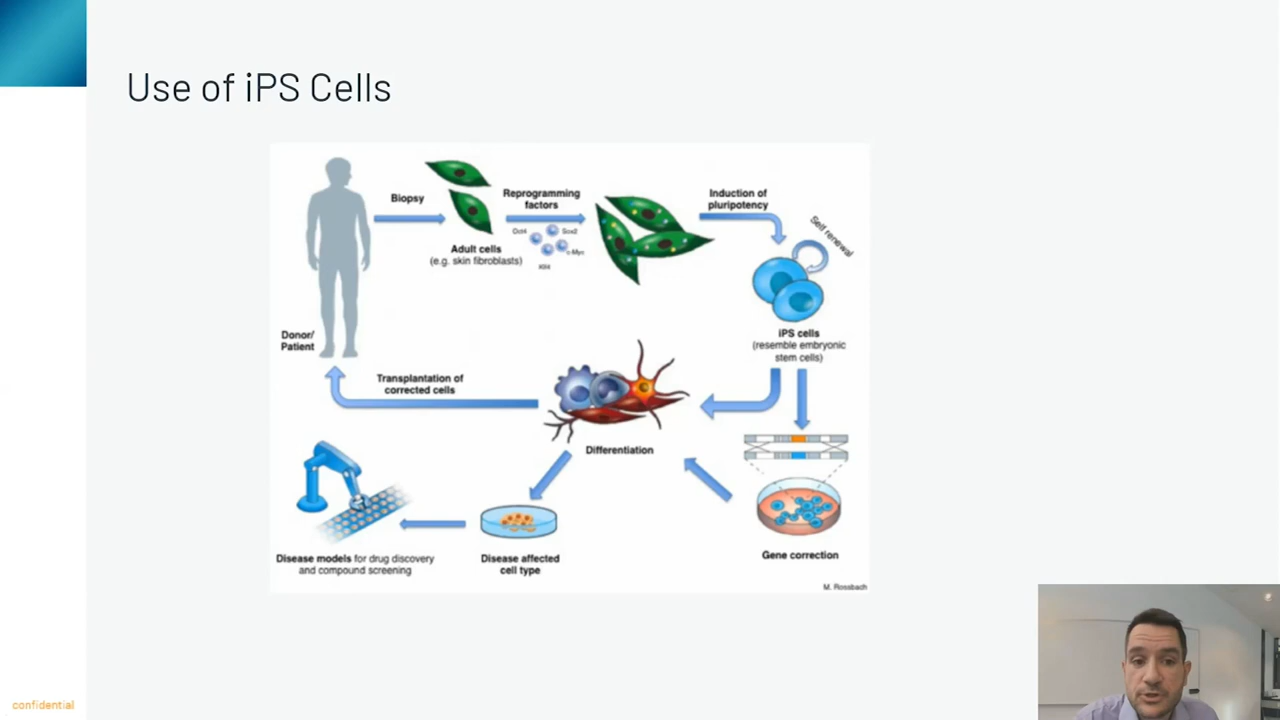 Use of iPS Cells
Biopsy
Adult cells
(e.g. skin fibroblasts)
Reprogramming
factors
Oct4
Sox2
c-Myc
Klf4
Induction of
pluripotency
Self renewal
iPS cells
(resemble embryonic
stem cells)
Donor/
Patient
Transplantation of
corrected cells
Differentiation
Gene correction
Disease affected
cell type
Disease models for drug discovery
and compound screening
M. Rossbach
confidential